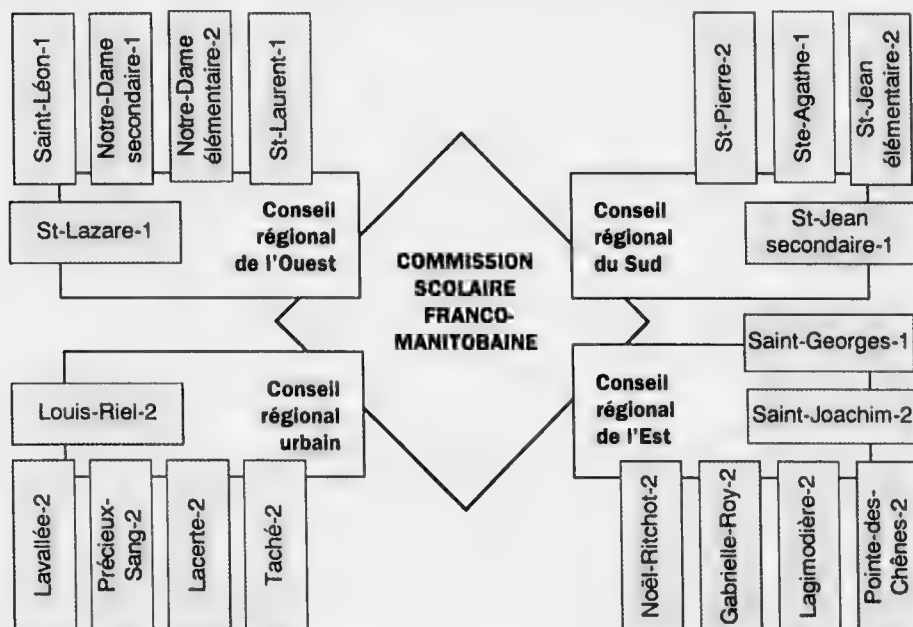 Saint-Léon-1
Notre-Dame
secondaire-1
Notre-Dame
élémentaire-2
St-Laurent-1
St-Lazare-1
Conseil
régional
de l'Ouest
St-Pierre-2
Ste-Agathe-1
St-Jean
élémentaire-2
St-Jean
secondaire-1
Conseil
régional
du Sud
COMMISSION
SCOLAIRE
FRANCO-
MANITOBAINE
Louis-Riel-2
Conseil
régional
urbain
Lavallée-2
Précieux-
Sang-2
Lacerte-2
Taché-2
Conseil
régional
de l'Est
Saint-Georges-1
Saint-Joachim-2
Noël-Ritchot-2
Gabrielle-Roy-2
Lagimodière-2
Pointe-des-
Chênes-2